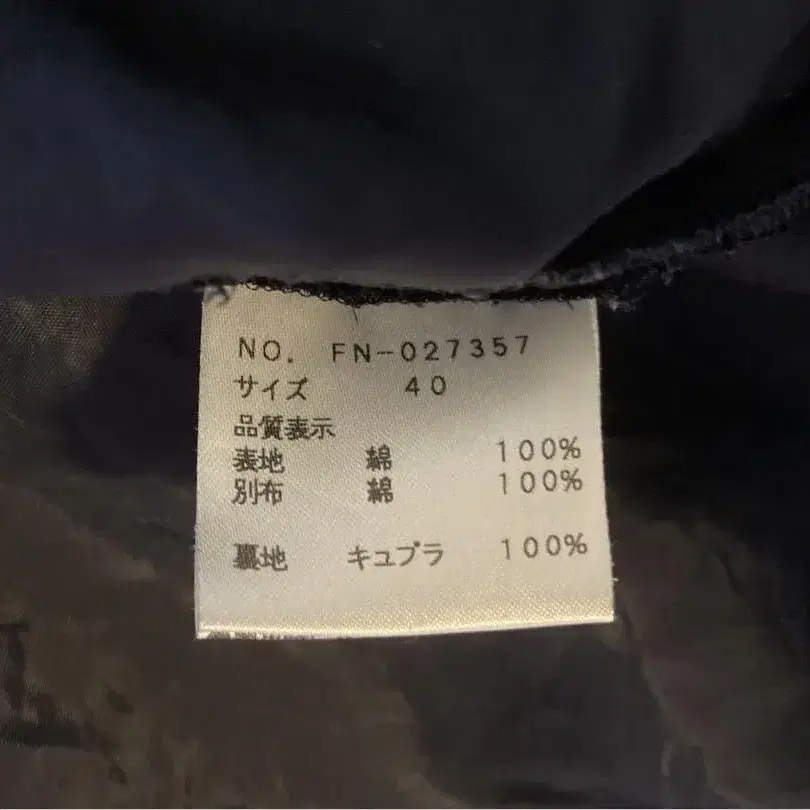 NO. FN-027357
サイズ 40
品質表示
表地 綿 100%
別布 綿 100%
裏地 キュプラ 100%